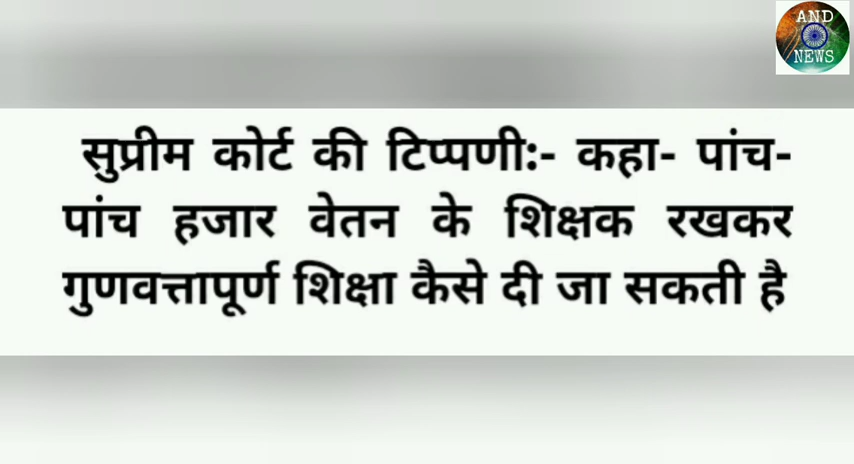 AND
NEWS
सुप्रीम कोर्ट की टिप्पणी:- कहा- पांच-
पांच हजार वेतन के शिक्षक रखकर
गुणवत्तापूर्ण शिक्षा कैसे दी जा सकती है